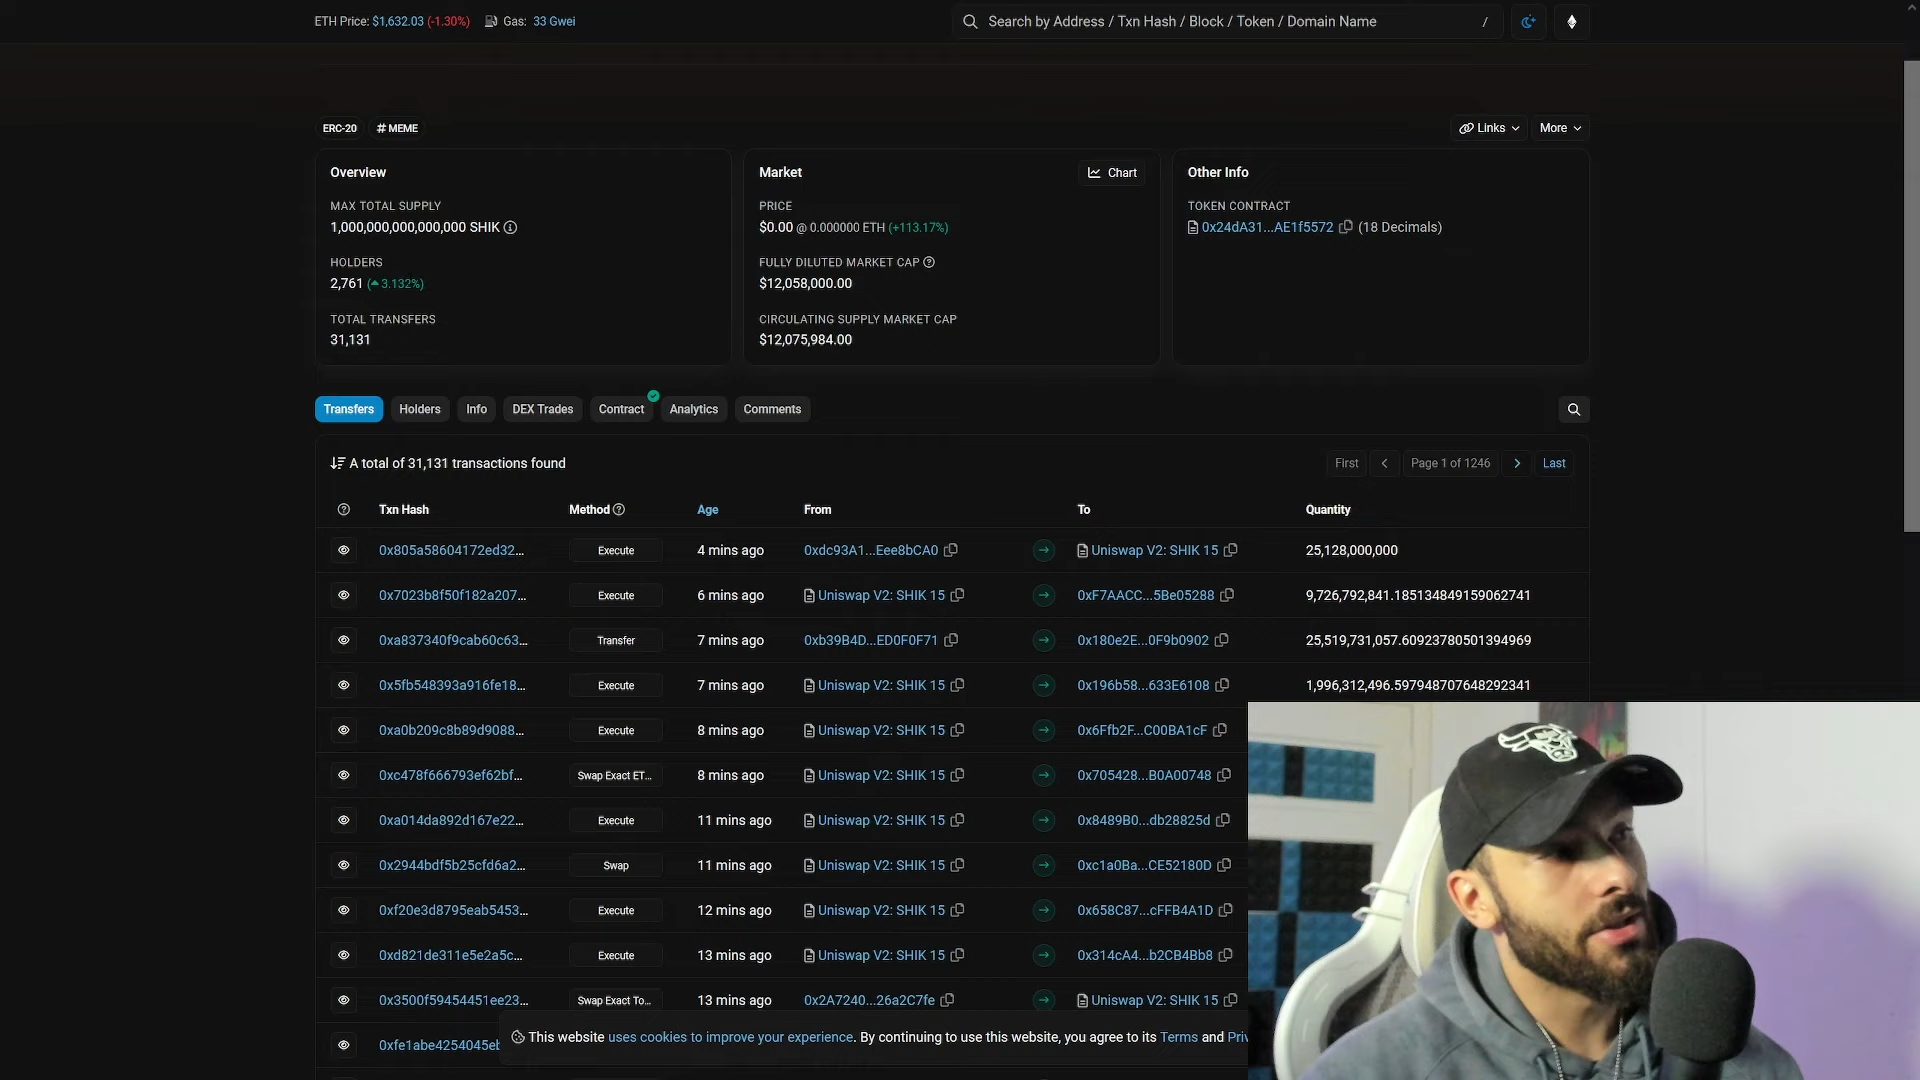 ETH Price: $1,632.03 (-1.30%) Gas: 33 Gwei
Search by Address / Txn Hash / Block / Token / Domain Name /
ERC-20 # MEME
Links More
Overview
MAX TOTAL SUPPLY
1,000,000,000,000,000 SHIK
HOLDERS
2,761 (3.132%)
TOTAL TRANSFERS
31,131
Market
Chart
PRICE
$0.00 @ 0.000000 ETH (+113.17%)
FULLY DILUTED MARKET CAP
$12,058,000.00
CIRCULATING SUPPLY MARKET CAP
$12,075,984.00
Other Info
TOKEN CONTRACT
0x24dA31...AE1f5572 (18 Decimals)
Transfers Holders Info DEX Trades Contract Analytics Comments
A total of 31,131 transactions found
First Page 1 of 1246 Last
Txn Hash Method Age From To Quantity
0x805a58604172ed32... Execute 4 mins ago 0xdc93A1...Eee8bCA0 Uniswap V2: SHIK 15 25,128,000,000
0x7023b8f50f182a207... Execute 6 mins ago Uniswap V2: SHIK 15 0xF7AACC...5Be05288 9,726,792,841.185134849159062741
0xa837340f9cab60c63... Transfer 7 mins ago 0xb39B4D...ED0F0F71 0x180e2E...0F9b0902 25,519,731,057.60923780501394969
0x5fb548393a916fe18... Execute 7 mins ago Uniswap V2: SHIK 15 0x196b58...633E6108 1,996,312,496.597948707648292341
0xa0b209c8b89d9088... Execute 8 mins ago Uniswap V2: SHIK 15 0x6Ffb2F...C00BA1cF
0xc478f666793ef62bf... Swap Exact ET... 8 mins ago Uniswap V2: SHIK 15 0x705428...B0A00748
0xa014da892d167e22... Execute 11 mins ago Uniswap V2: SHIK 15 0x8489B0...db28825d
0x2944bdf5b25cfd6a2... Swap 11 mins ago Uniswap V2: SHIK 15 0xc1a0Ba...CE52180D
0xf20e3d8795eab5453... Execute 12 mins ago Uniswap V2: SHIK 15 0x658C87...cFFB4A1D
0xd821de311e5e2a5c... Execute 13 mins ago Uniswap V2: SHIK 15 0x314cA4...b2CB4Bb8
0x3500f59454451ee23... Swap Exact To... 13 mins ago 0x2A7240...26a2C7fe Uniswap V2: SHIK 15
0xfe1abe4254045eb
This website uses cookies to improve your experience. By continuing to use this website, you agree to its Terms and Priv